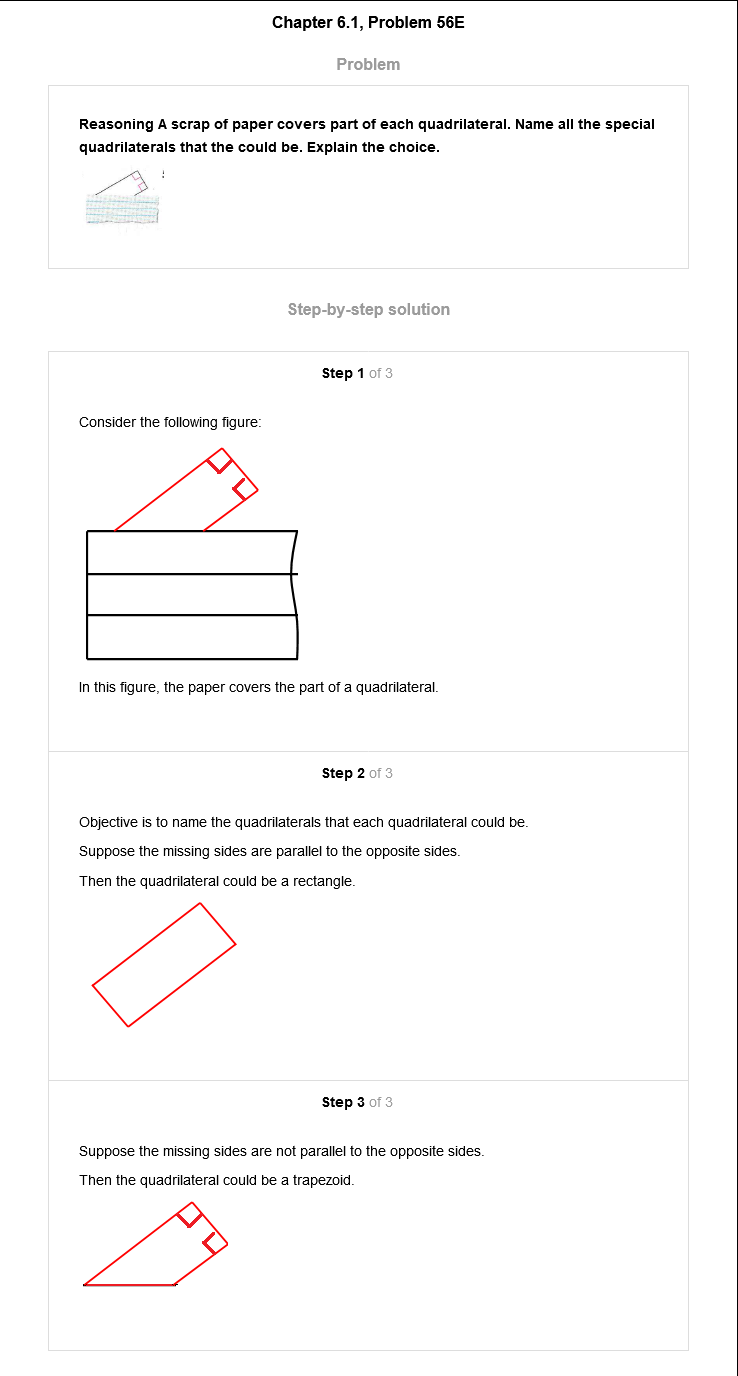 Chapter 6.1, Problem 56E
Problem
Reasoning A scrap of paper covers part of each quadrilateral. Name all the special
quadrilaterals that the could be. Explain the choice.
Step-by-step solution
Step 1 of 3
Consider the following figure:
In this figure, the paper covers the part of a quadrilateral.
Step 2 of 3
Objective is to name the quadrilaterals that each quadrilateral could be.
Suppose the missing sides are parallel to the opposite sides.
Then the quadrilateral could be a rectangle.
Step 3 of 3
Suppose the missing sides are not parallel to the opposite sides.
Then the quadrilateral could be a trapezoid.